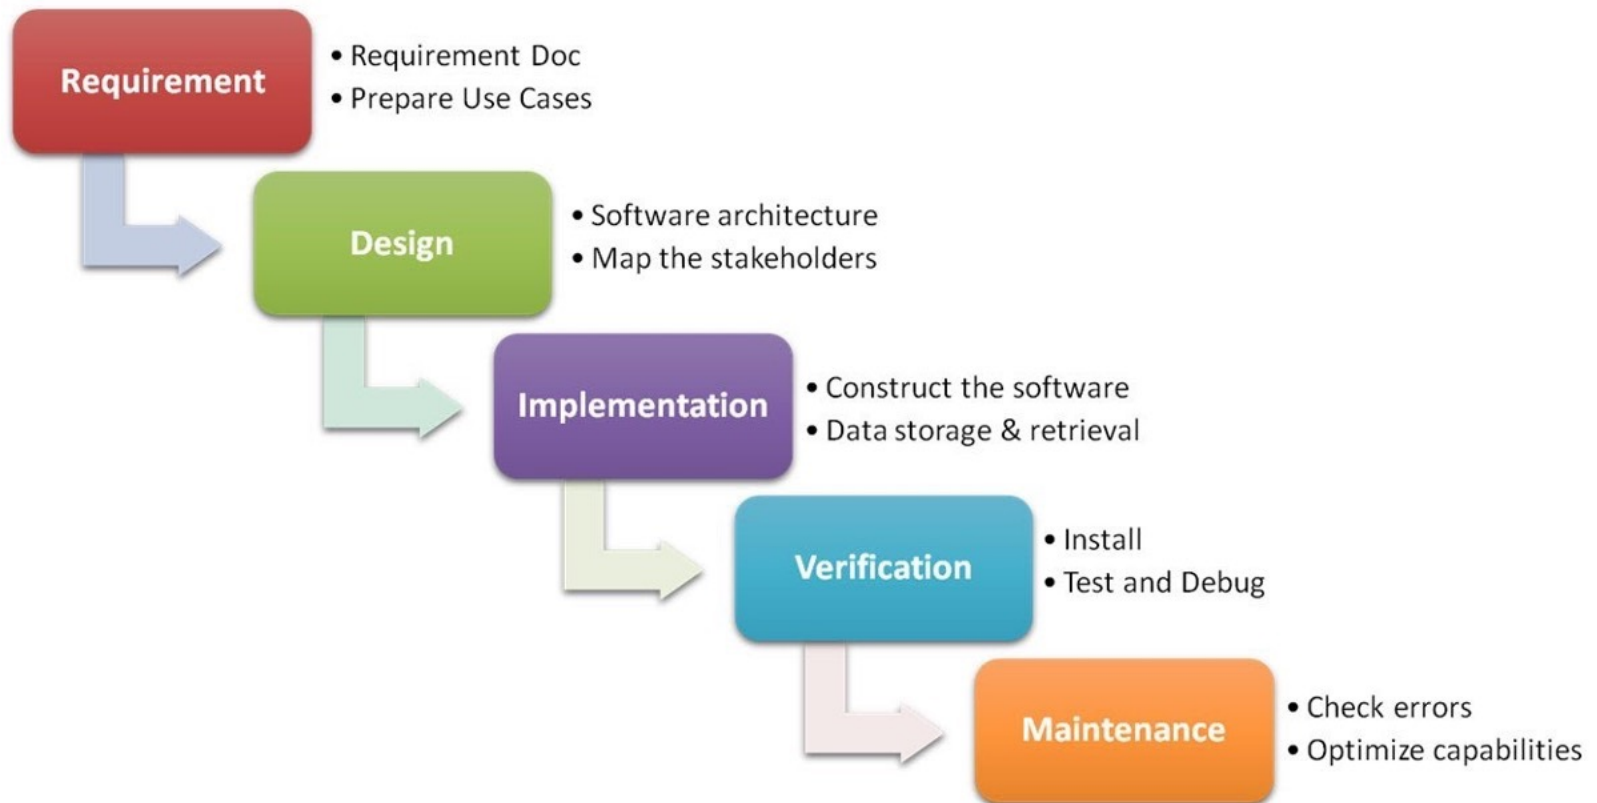 Requirement
• Requirement Doc
• Prepare Use Cases
Design
• Software architecture
• Map the stakeholders
Implementation
• Construct the software
• Data storage & retrieval
Verification
• Install
• Test and Debug
Maintenance
• Check errors
• Optimize capabilities